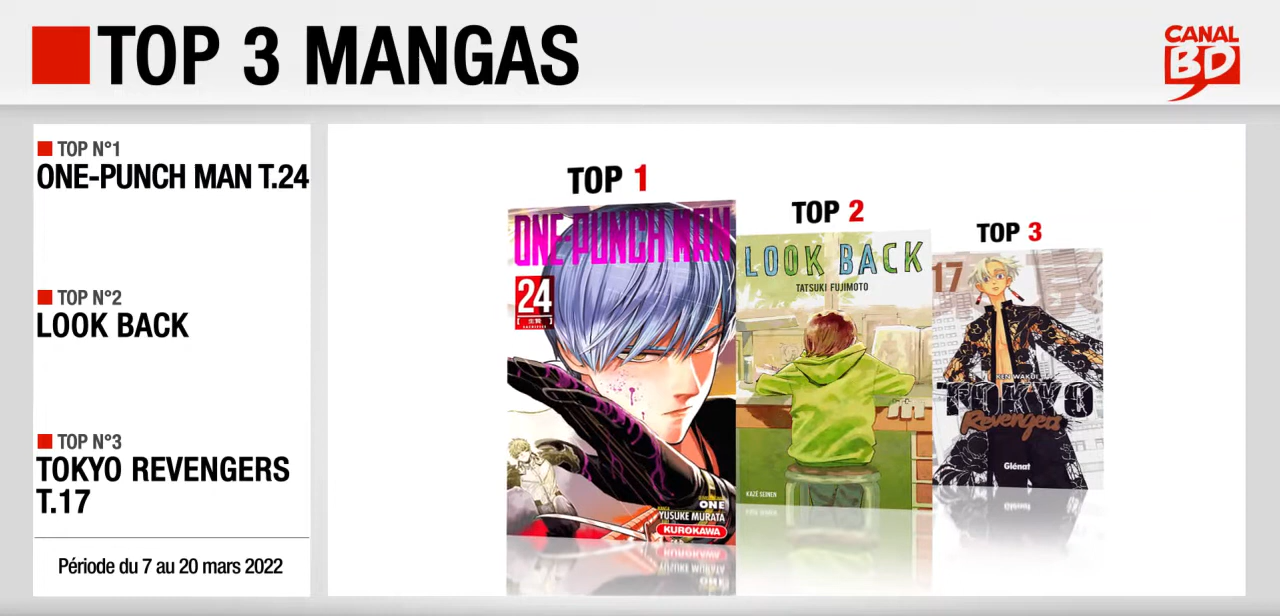 TOP 3 MANGAS
CANAL
BD
TOP N°1
ONE-PUNCH MAN T.24
TOP N°2
LOOK BACK
TOP N°3
TOKYO REVENGERS
T.17
Période du 7 au 20 mars 2022
TOP 1
ONE-PUNCH MAN
24
ONE
YUSUKE MURATA
KUROKAWA
TOP 2
LOOK BACK
TATSUKI FUJIMOTO
KAZÉ SEINEN
TOP 3
17
KEN WAKUI
TOKYO
Revengers
Glénat